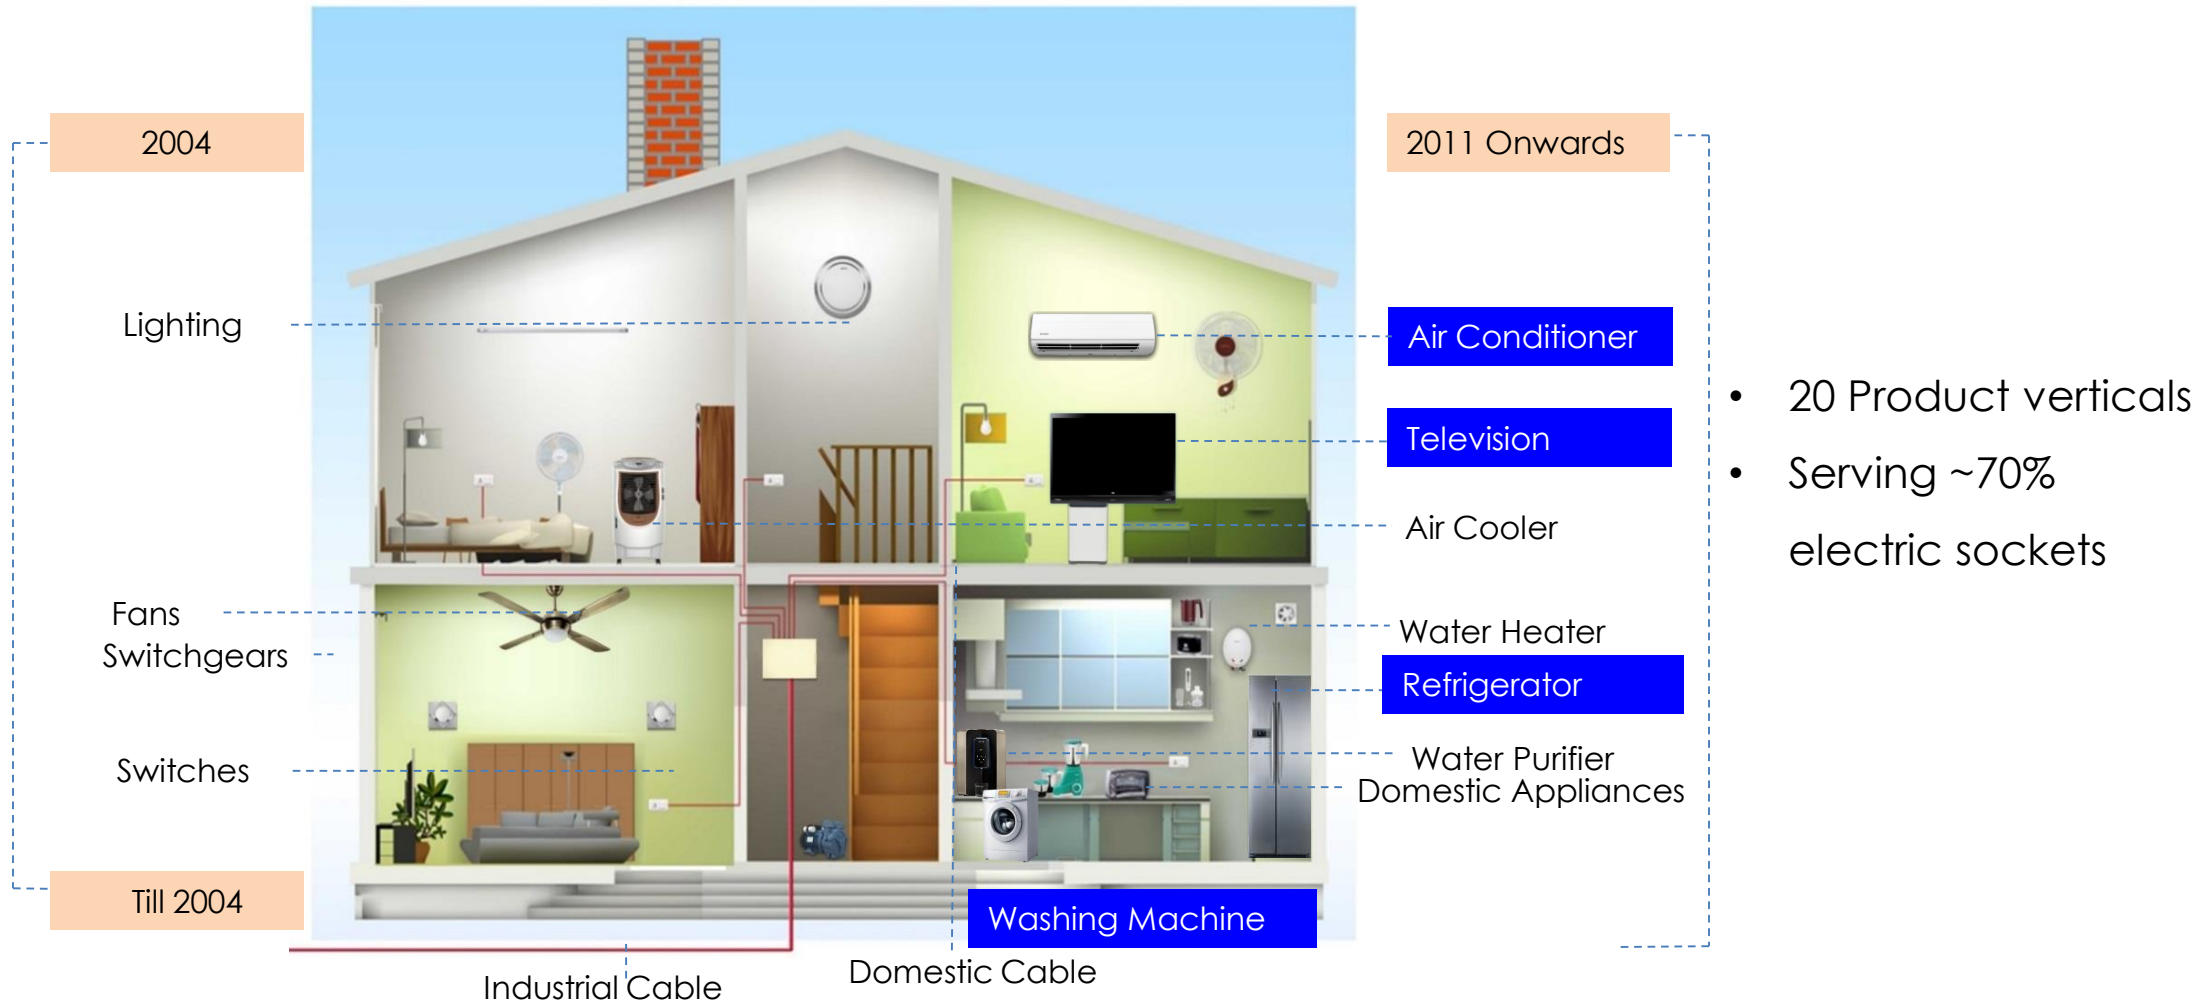 2004
Lighting
Fans
Switchgears
Switches
Till 2004
Industrial Cable
Domestic Cable
Washing Machine
2011 Onwards
Air Conditioner
Television
Air Cooler
Water Heater
Refrigerator
Water Purifier
Domestic Appliances
• 20 Product verticals
• Serving ~70%
electric sockets